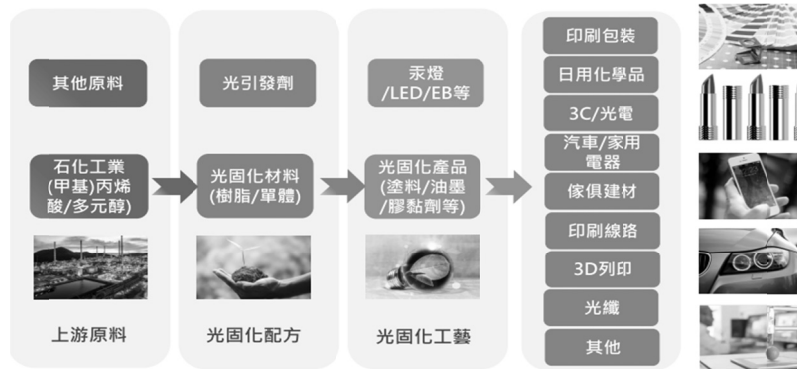 其他原料
石化工業
(甲基)丙烯
酸/多元醇)
上游原料
光引發劑
光固化材料
(樹脂/單體)
光固化配方
汞燈
/LED/EB等
光固化產品
(塗料/油墨
/膠黏劑等)
光固化工藝
印刷包裝
日用化學品
3C/光電
汽車/家用
電器
傢俱建材
印刷線路
3D列印
光纖
其他